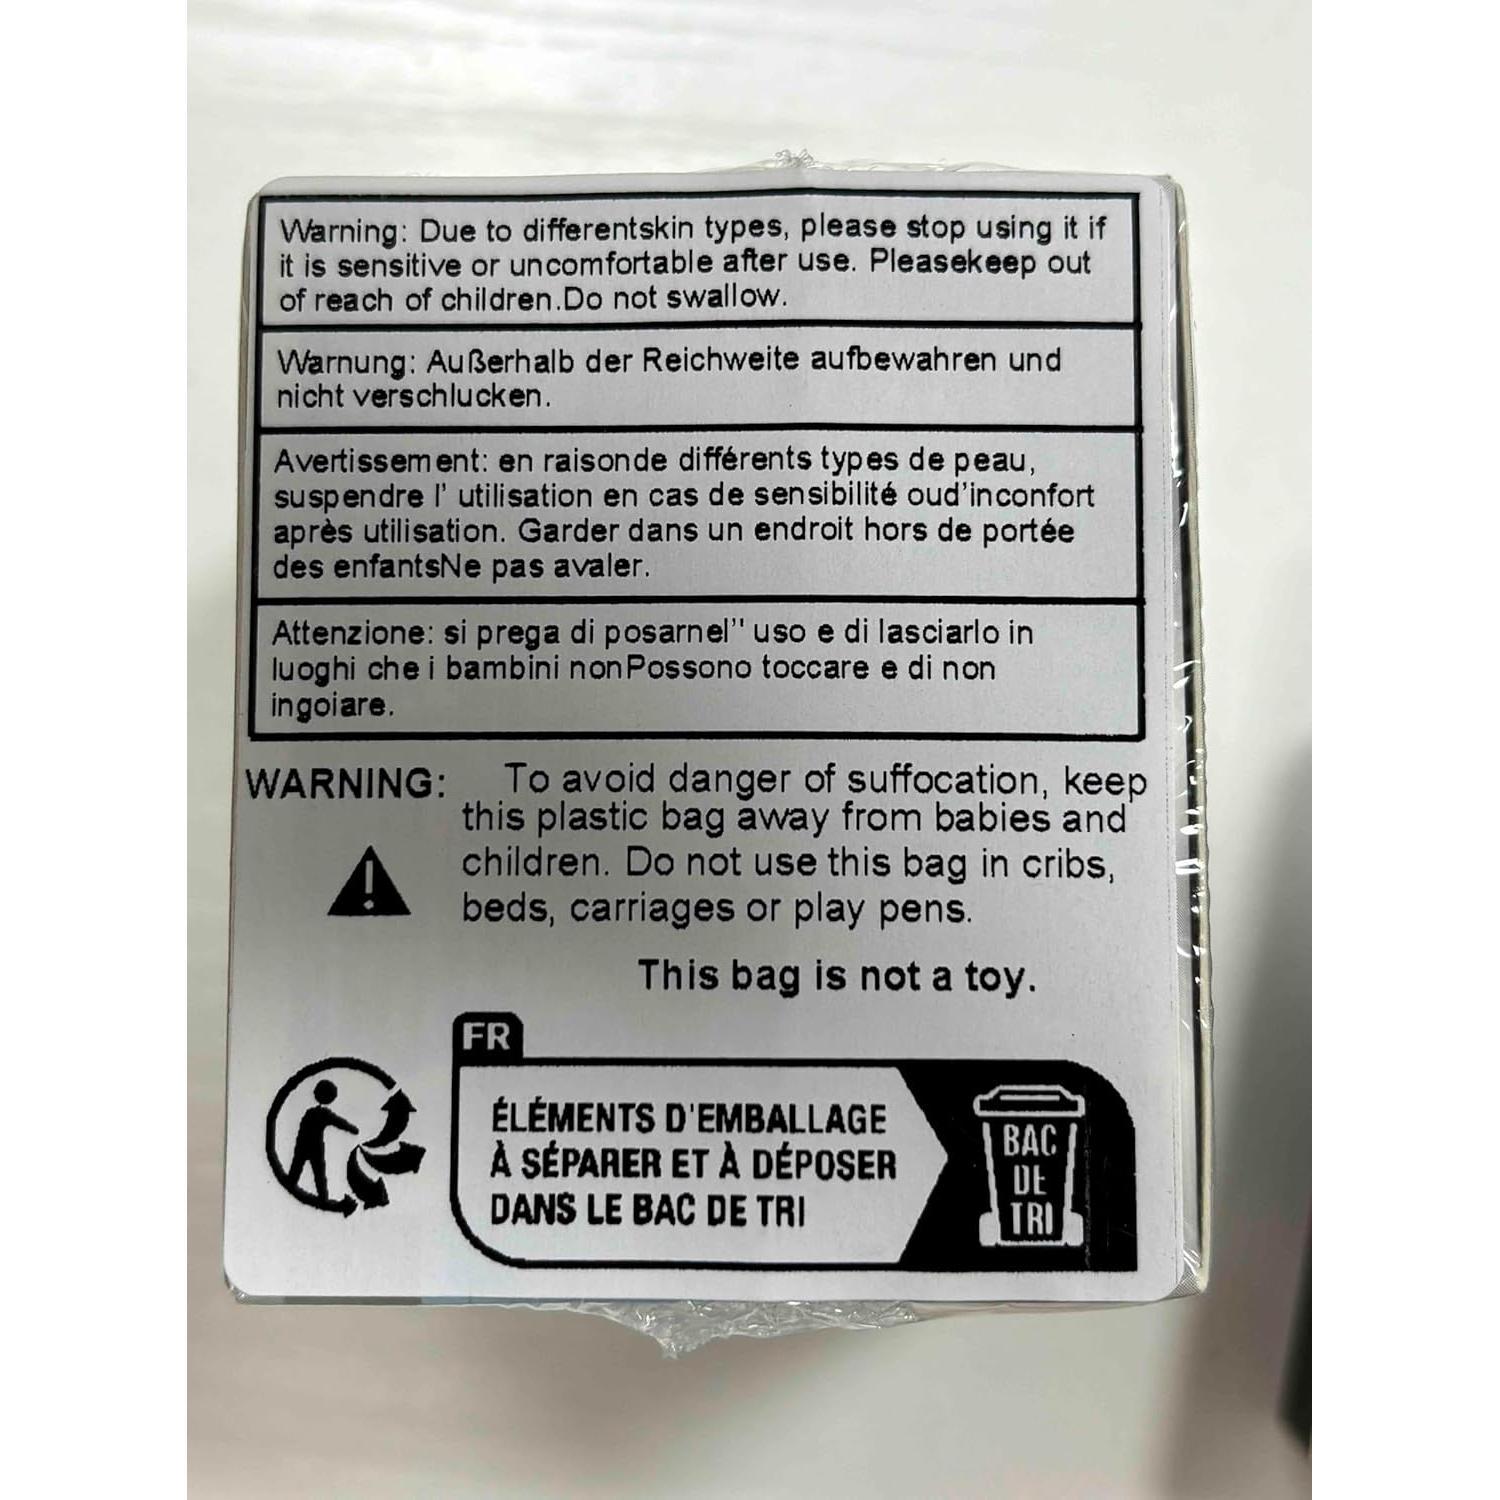 Warning: Due to differentskin types, please stop using it if
it is sensitive or uncomfortable after use. Pleasekeep out
of reach of children.Do not swallow.
Warnung: Außerhalb der Reichweite aufbewahren und
nicht verschlucken.
Avertissement: en raisonde différents types de peau,
suspendre l' utilisation en cas de sensibilité oud'inconfort
après utilisation. Garder dans un endroit hors de portée
des enfantsNe pas avaler.
Attenzione: si prega di posarnel'' uso e di lasciarlo in
luoghi che i bambini nonPossono toccare e di non
ingoiare.
WARNING: To avoid danger of suffocation, keep
this plastic bag away from babies and
children. Do not use this bag in cribs,
beds, carriages or play pens.
This bag is not a toy.
FR
ÉLÉMENTS D'EMBALLAGE
À SÉPARER ET À DÉPOSER
DANS LE BAC DE TRI
BAC
DE
TRI